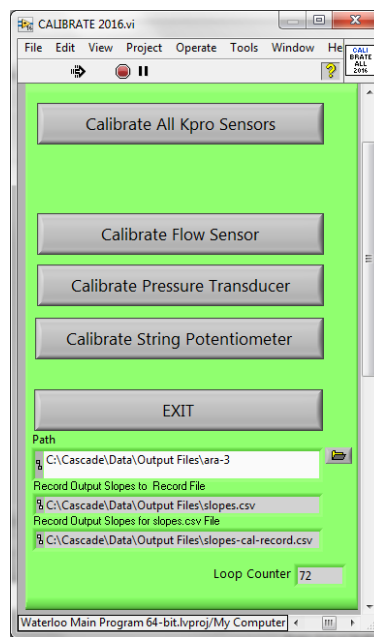 CALIBRATE 2016.vi
File Edit View Project Operate Tools Window He
CALI
BRATE
ALL
2016
Calibrate All Kpro Sensors
Calibrate Flow Sensor
Calibrate Pressure Transducer
Calibrate String Potentiometer
EXIT
Path
C:\Cascade\Data\Output Files\ara-3
Record Output Slopes to Record File
C:\Cascade\Data\Output Files\slopes.csv
Record Output Slopes for slopes.csv File
C:\Cascade\Data\Output Files\slopes-cal-record.csv
Loop Counter 72
Waterloo Main Program 64-bit.lvproj/My Computer